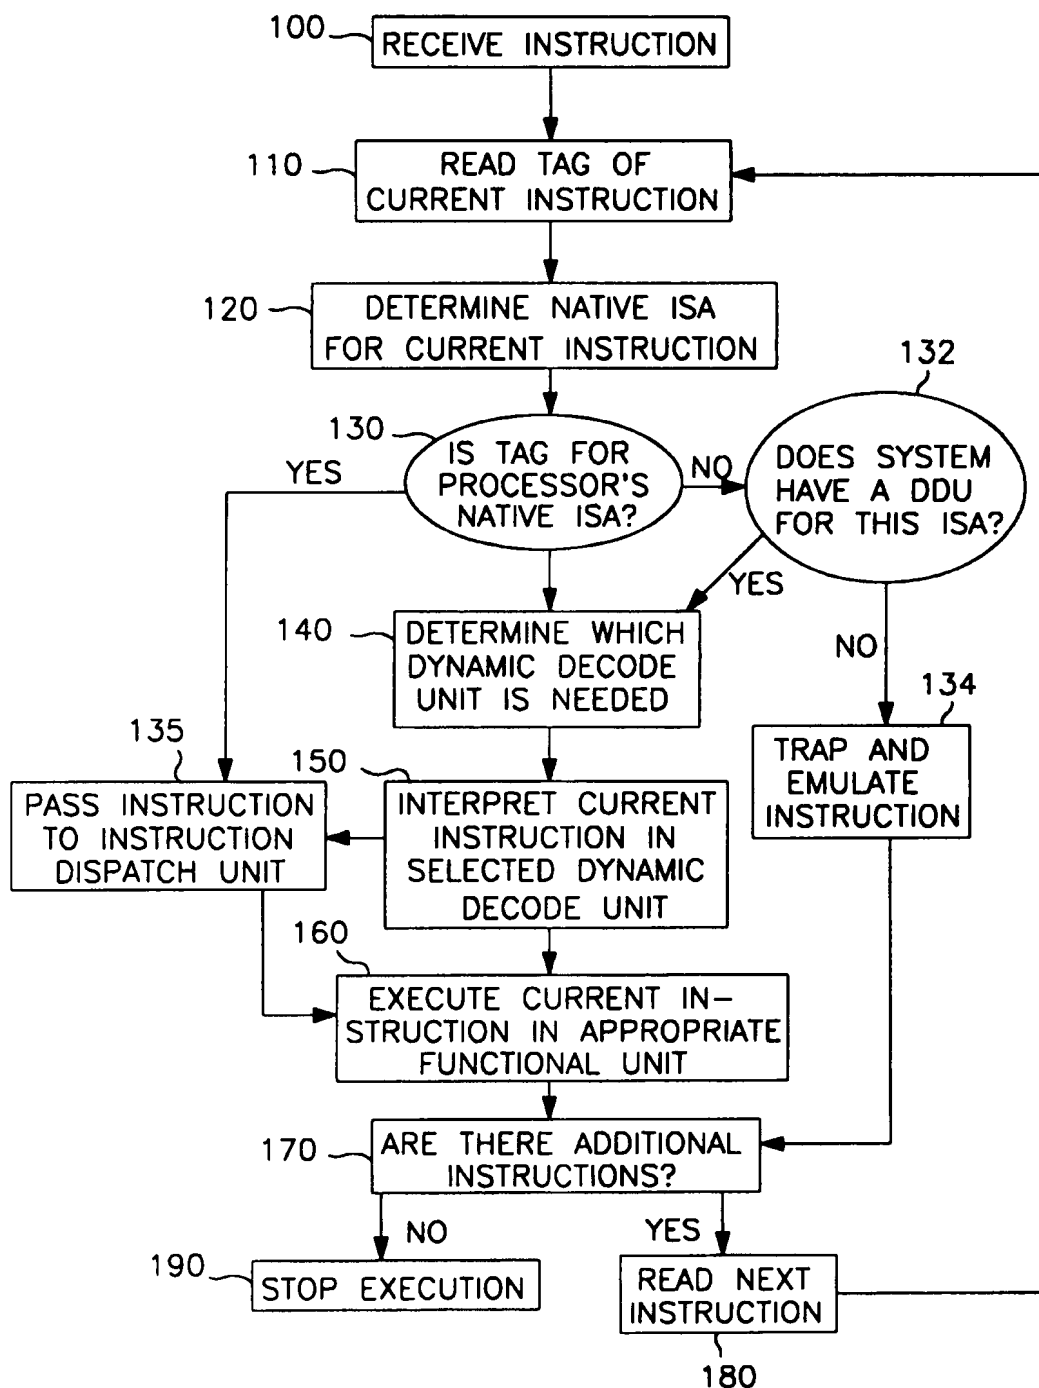 100
RECEIVE INSTRUCTION
110
READ TAG OF
CURRENT INSTRUCTION
120
DETERMINE NATIVE ISA
FOR CURRENT INSTRUCTION
130
IS TAG FOR
PROCESSOR'S
NATIVE ISA?
YES
NO
132
DOES SYSTEM
HAVE A DDU
FOR THIS ISA?
YES
NO
140
DETERMINE WHICH
DYNAMIC DECODE
UNIT IS NEEDED
134
TRAP AND
EMULATE
INSTRUCTION
135
PASS INSTRUCTION
TO INSTRUCTION
DISPATCH UNIT
150
INTERPRET CURRENT
INSTRUCTION IN
SELECTED DYNAMIC
DECODE UNIT
160
EXECUTE CURRENT IN-
STRUCTION IN APPROPRIATE
FUNCTIONAL UNIT
170
ARE THERE ADDITIONAL
INSTRUCTIONS?
NO
YES
190
STOP EXECUTION
READ NEXT
INSTRUCTION
180